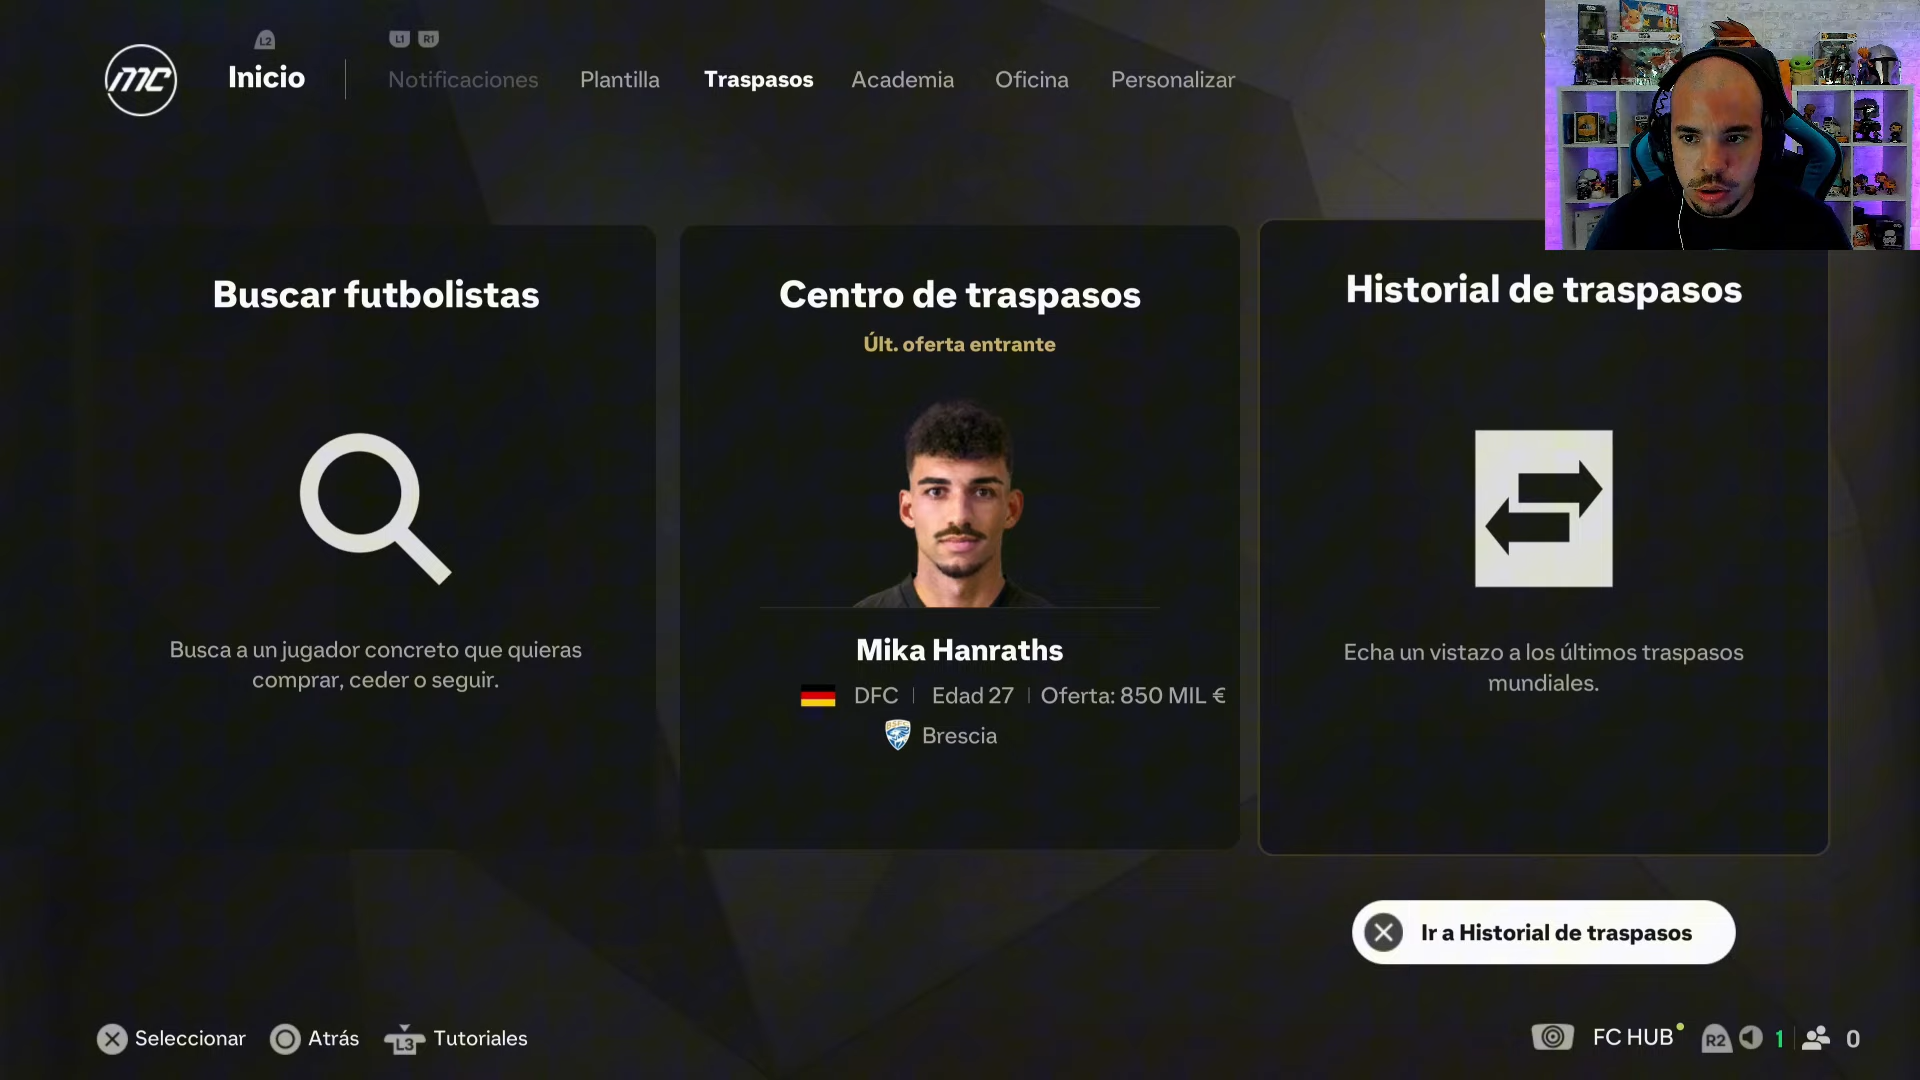 MC
L2
Inicio
L1 R1
Notificaciones
Plantilla
Traspasos
Academia
Oficina
Personalizar
Buscar futbolistas
Busca a un jugador concreto que quieras
comprar, ceder o seguir.
Centro de traspasos
Últ. oferta entrante
Mika Hanraths
DFC | Edad 27 | Oferta: 850 MIL €
Brescia
Historial de traspasos
Echa un vistazo a los últimos traspasos
mundiales.
Ir a Historial de traspasos
Seleccionar
Atrás
L3 Tutoriales
FC HUB
R2 1
0